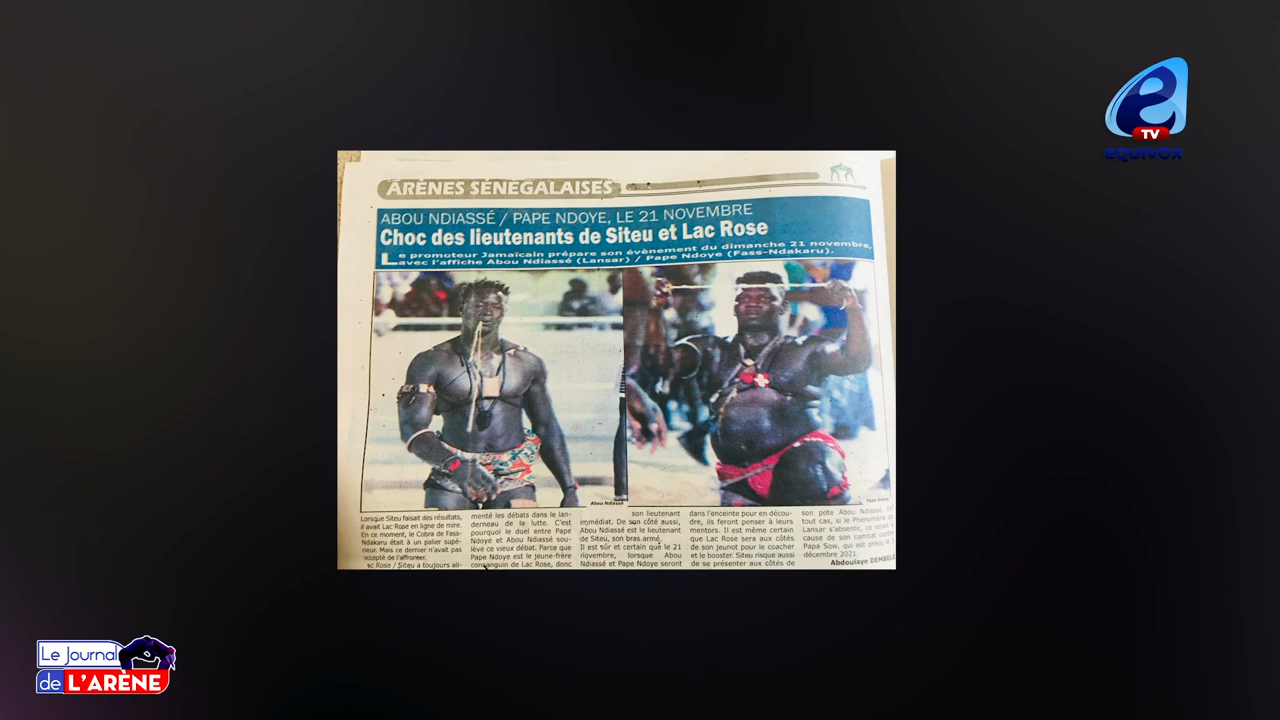 TV
EQUIVOX
ARÈNES SÉNÉGALAISES
ABOU NDIASSÉ / PAPE NDOYE, LE 21 NOVEMBRE
Choc des lieutenants de Siteu et Lac Rose
Le promoteur Jamaïcain prépare son évènement du dimanche 21 novembre,
avec l'affiche Abou Ndiassé (Lansar) / Pape Ndoye (Fass-Ndakaru).
Abou Ndiassé
Pape Ndoye
Lorsque Siteu faisait des résultats,
il avait Lac Rose en ligne de mire.
En ce moment, le Cobra de Fass-
Ndakaru était à un palier supé-
rieur. Mais ce dernier n'avait pas
accepté de l'affronter.
Lac Rose / Siteu a toujours ali-
menté les débats dans le lan-
derneau de la lutte. C'est
pourquoi le duel entre Pape
Ndoye et Abou Ndiassé sou-
lève ce vieux débat. Parce que
Pape Ndoye est le jeune-frère
consanguin de Lac Rose, donc
son lieutenant
immédiat. De son côté aussi,
Abou Ndiassé est le lieutenant
de Siteu, son bras armé.
Il est sûr et certain que le 21
novembre, lorsque Abou
Ndiassé et Pape Ndoye seront
dans l'enceinte pour en décou-
dre, ils feront penser à leurs
mentors. Il est même certain
que Lac Rose sera aux côtés
de son jeunot pour le coacher
et le booster. Siteu risque aussi
de se présenter aux côtés de
son pote Abou Ndiassé. En
tout cas, si le Phénomène de
Lansar s'absente, ce serait à
cause de son combat contre
Papa Sow, qui est prévu le
décembre 2021.
Abdoulaye DEMBÉLÉ
Le Journal
de L'ARÈNE